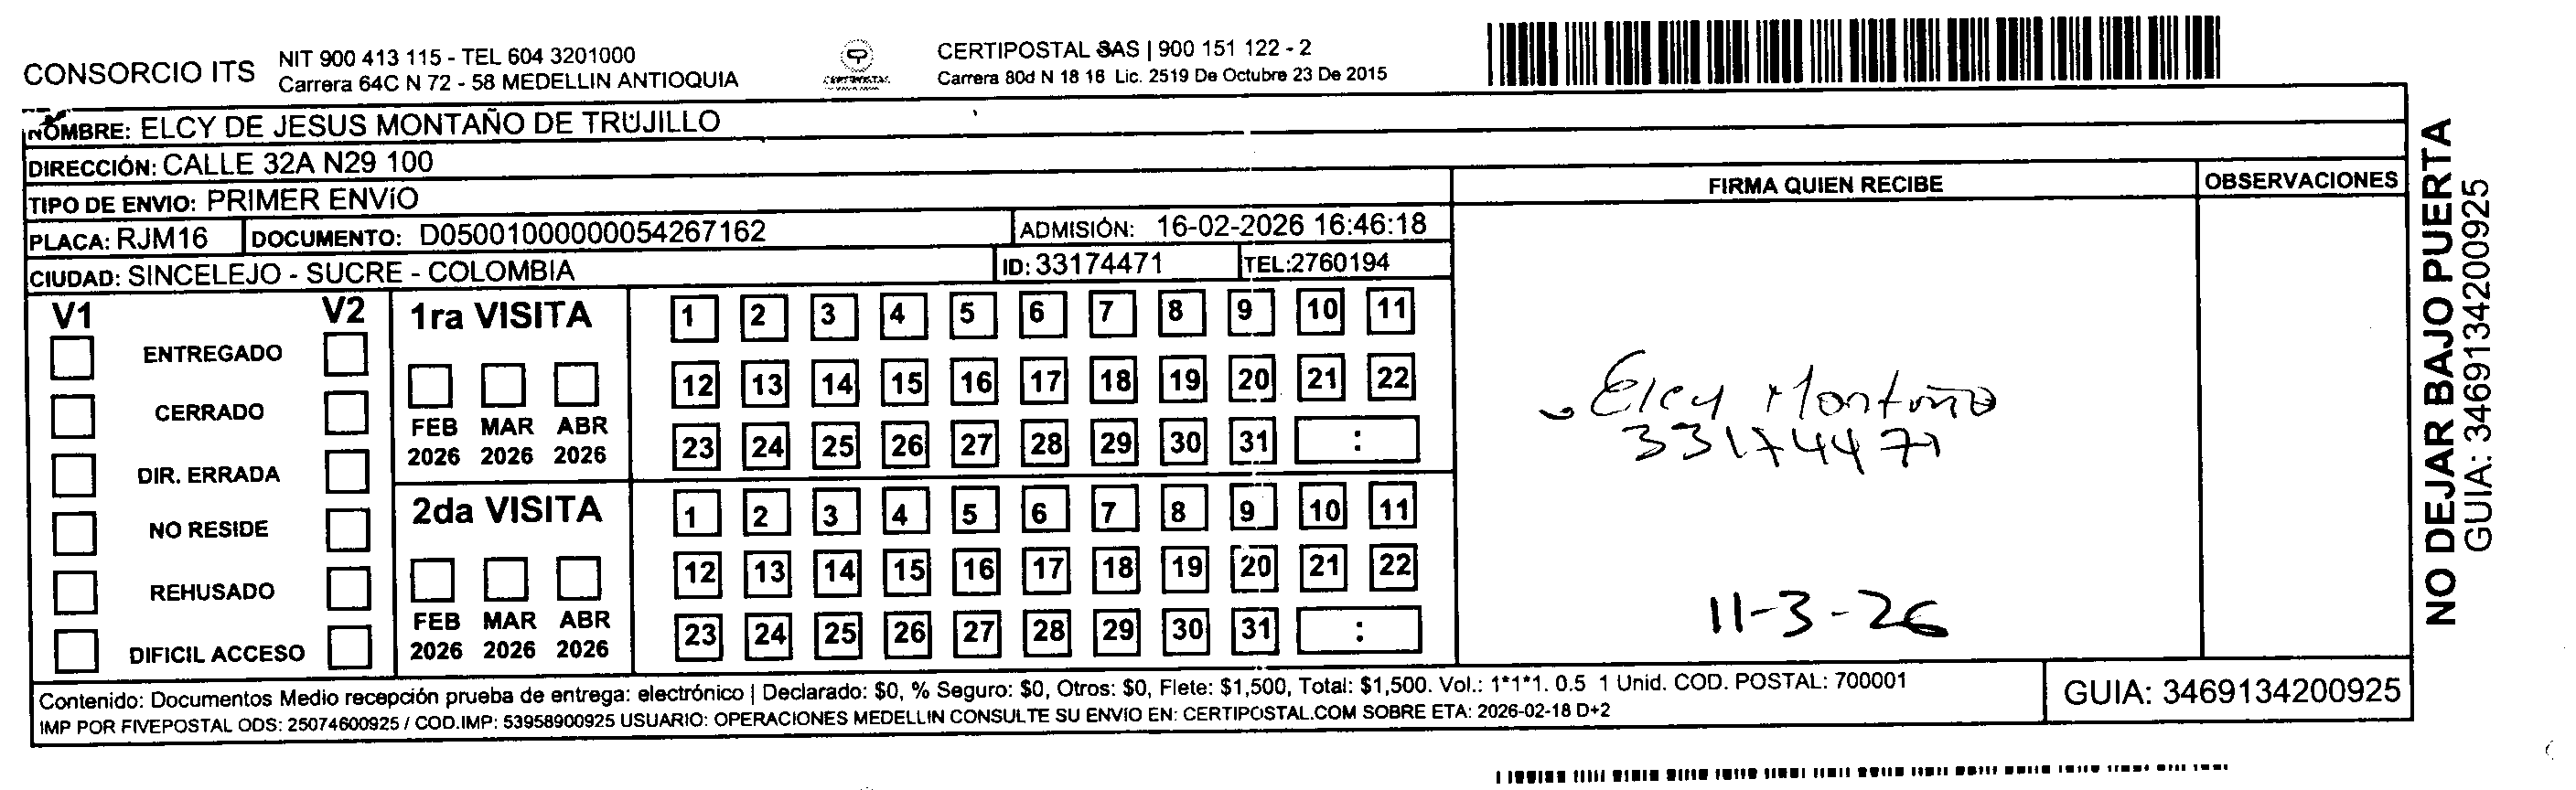 CONSORCIO ITS
NIT 900 413 115 - TEL 604 3201000
Carrera 64C N 72 - 58 MEDELLIN ANTIOQUIA
CERTIPOSTAL SAS | 900 151 122 - 2
Carrera 80d N 18 16 Lic. 2519 De Octubre 23 De 2015
NOMBRE: ELCY DE JESUS MONTAÑO DE TRUJILLO
DIRECCIÓN: CALLE 32A N29 100
TIPO DE ENVIO: PRIMER ENVíO
PLACA: RJM16 DOCUMENTO: D05001000000054267162 ADMISIÓN: 16-02-2026 16:46:18
CIUDAD: SINCELEJO - SUCRE - COLOMBIA ID: 33174471 TEL:2760194
FIRMA QUIEN RECIBE OBSERVACIONES
V1 V2
ENTREGADO
CERRADO
DIR. ERRADA
NO RESIDE
REHUSADO
DIFICIL ACCESO
1ra VISITA
FEB MAR ABR
2026 2026 2026
1 2 3 4 5 6 7 8 9 10 11
12 13 14 15 16 17 18 19 20 21 22
23 24 25 26 27 28 29 30 31 :
2da VISITA
FEB MAR ABR
2026 2026 2026
1 2 3 4 5 6 7 8 9 10 11
12 13 14 15 16 17 18 19 20 21 22
23 24 25 26 27 28 29 30 31 :
Elcy Montaño
33174471
11-3-26
Contenido: Documentos Medio recepción prueba de entrega: electrónico | Declarado: $0, % Seguro: $0, Otros: $0, Flete: $1,500, Total: $1,500. Vol.: 1*1*1. 0.5 1 Unid. COD. POSTAL: 700001
IMP POR FIVEPOSTAL ODS: 25074600925 / COD.IMP: 53958900925 USUARIO: OPERACIONES MEDELLIN CONSULTE SU ENVIO EN: CERTIPOSTAL.COM SOBRE ETA: 2026-02-18 D+2
GUIA: 3469134200925
NO DEJAR BAJO PUERTA
GUIA: 3469134200925